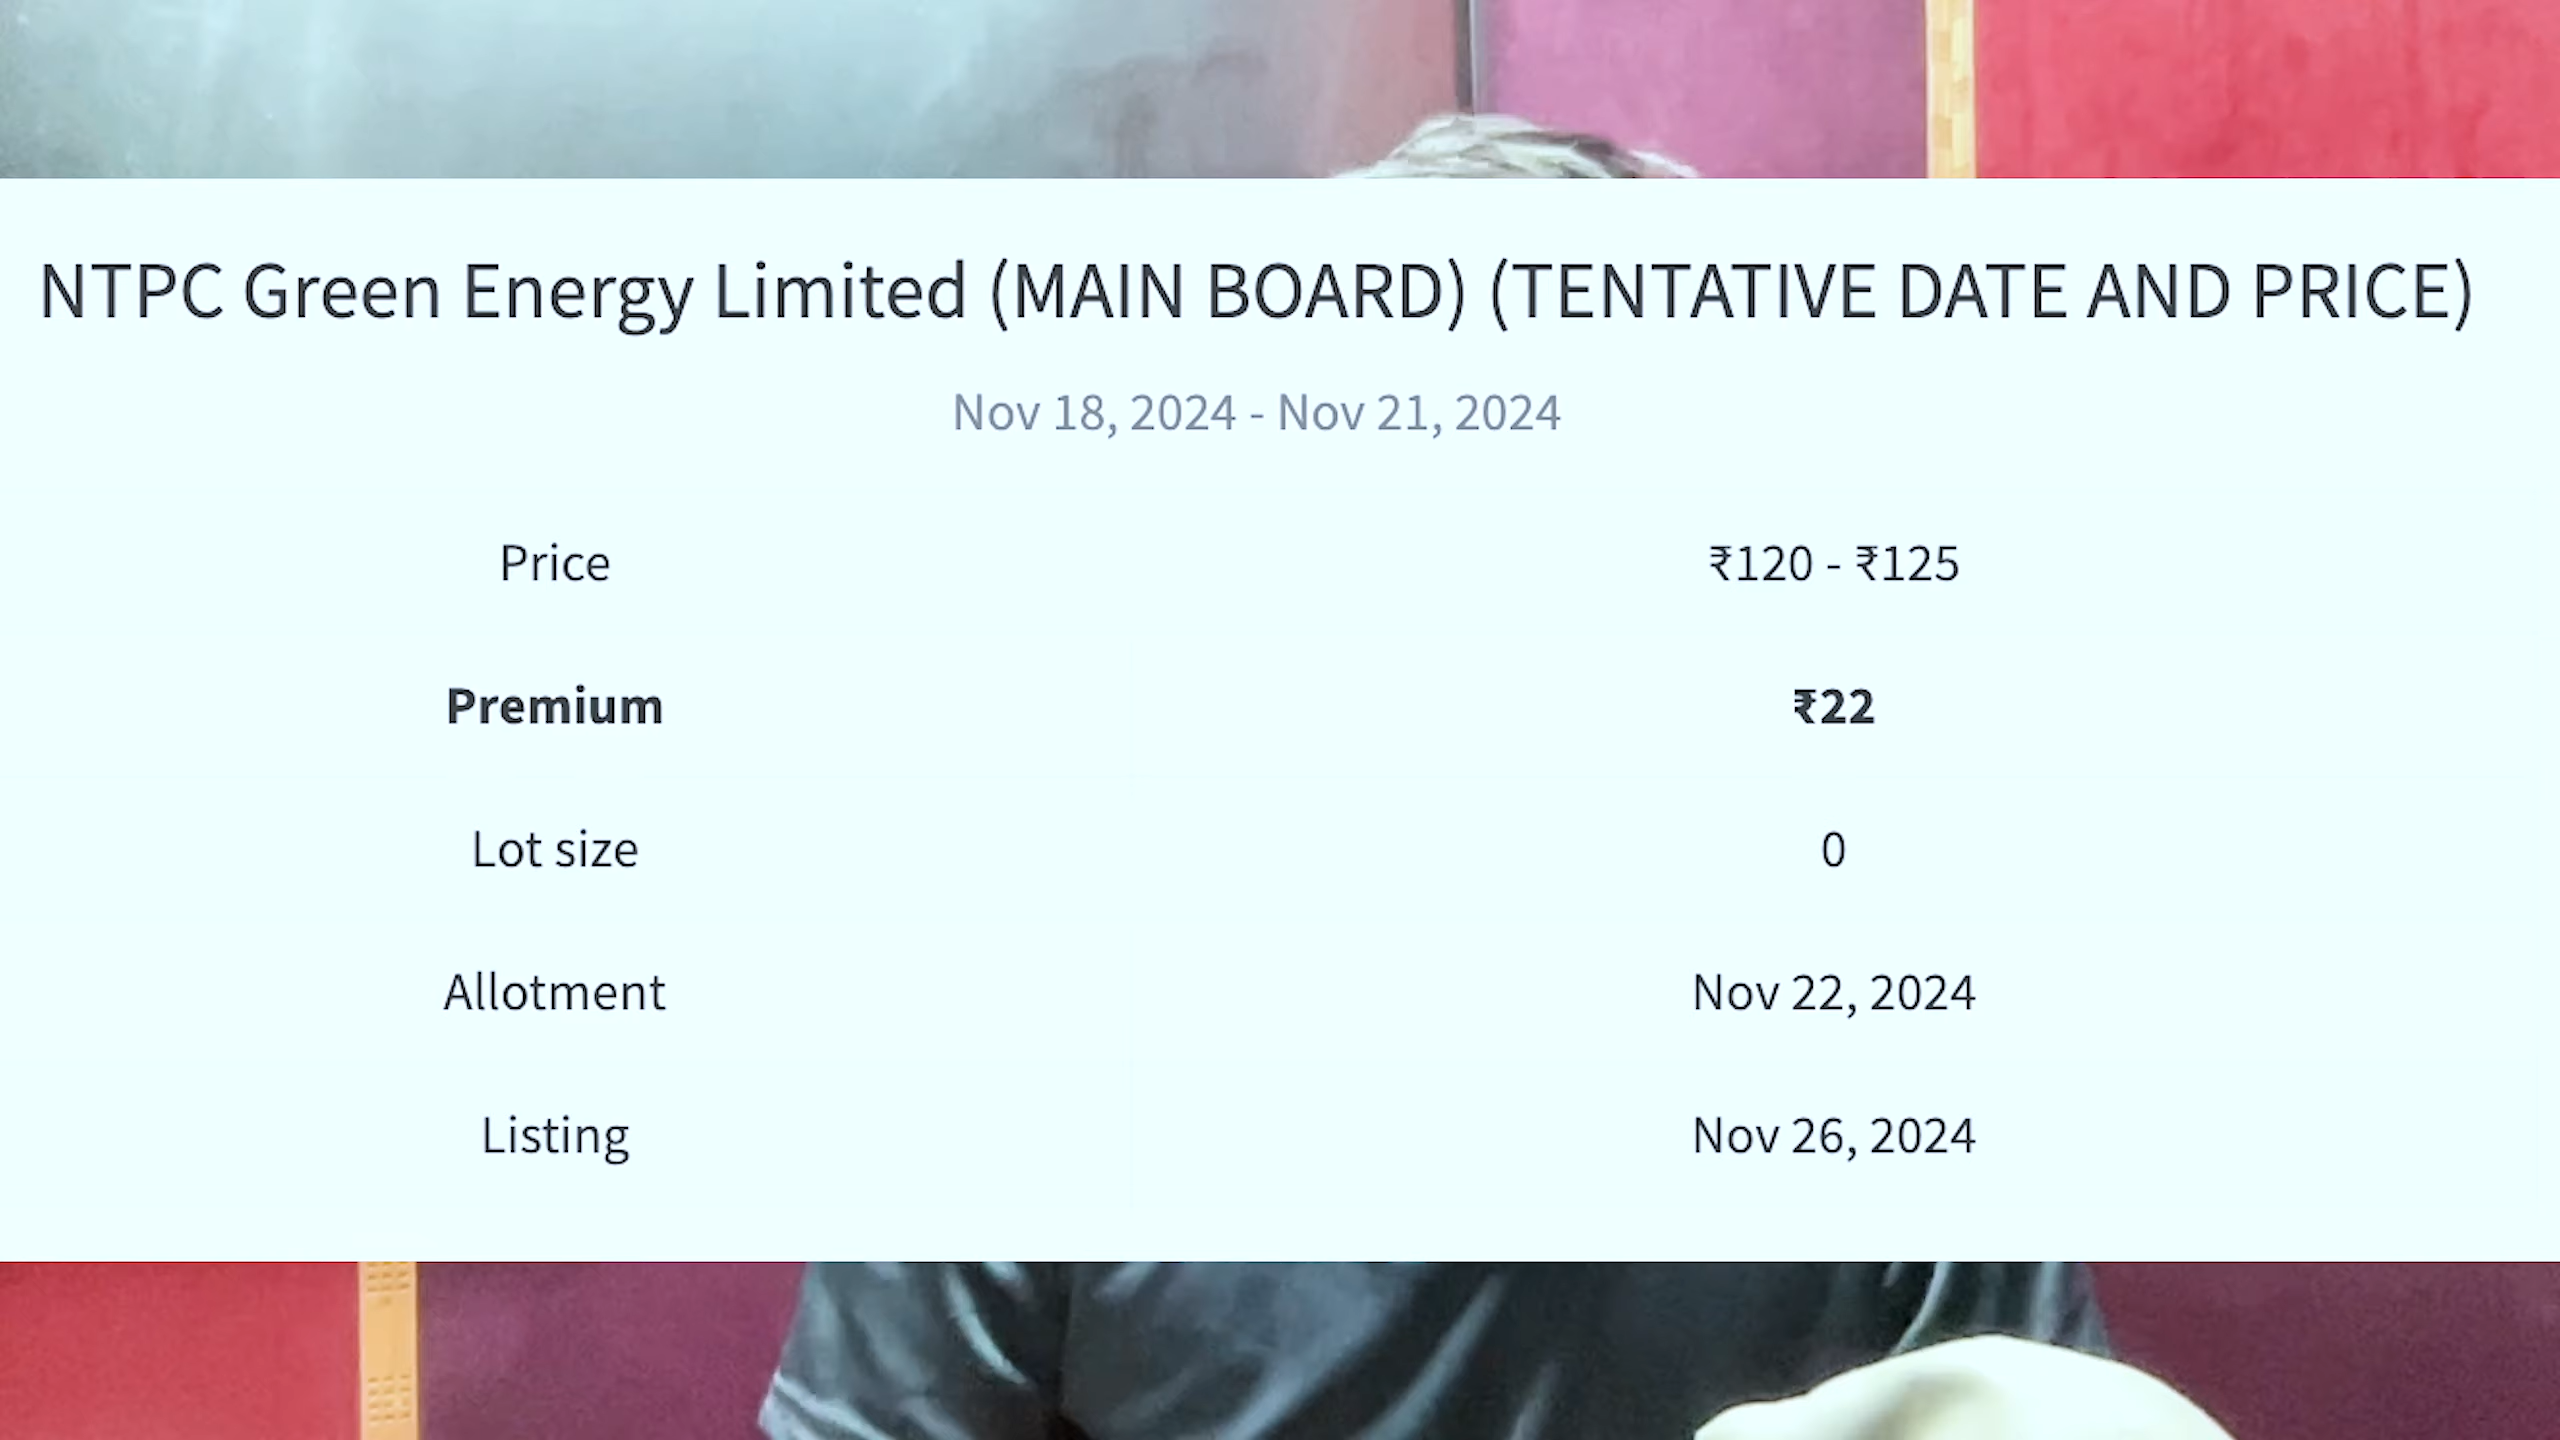 NTPC Green Energy Limited (MAIN BOARD) (TENTATIVE DATE AND PRICE)
Nov 18, 2024 - Nov 21, 2024
Price ₹120 - ₹125
Premium ₹22
Lot size 0
Allotment Nov 22, 2024
Listing Nov 26, 2024